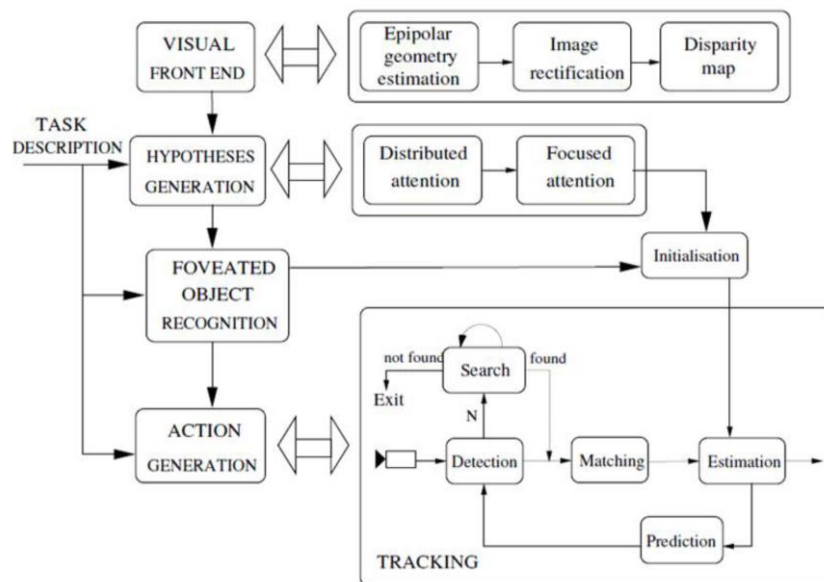 VISUAL
FRONT END
Epipolar
geometry
estimation
Image
rectification
Disparity
map
TASK
DESCRIPTION
HYPOTHESES
GENERATION
Distributed
attention
Focused
attention
Initialisation
FOVEATED
OBJECT
RECOGNITION
not found
found
Search
Exit
N
ACTION
GENERATION
Detection
Matching
Estimation
Prediction
TRACKING